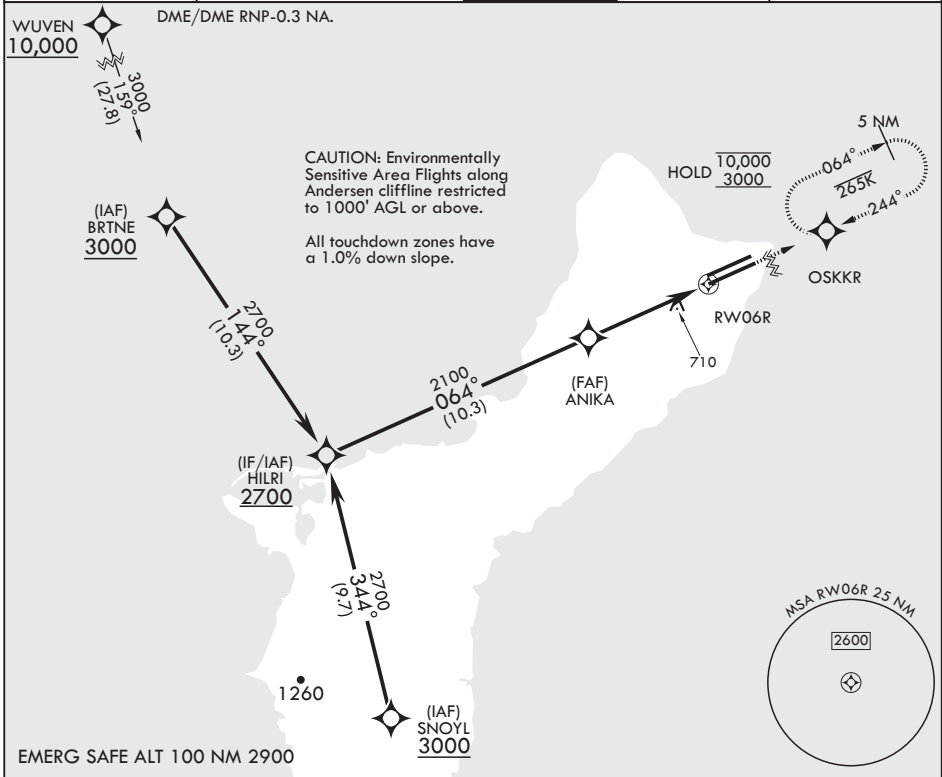 WUVEN
10,000
DME/DME RNP-0.3 NA.
3000
159°
(27.8)
CAUTION: Environmentally
Sensitive Area Flights along
Andersen cliffline restricted
to 1000' AGL or above.
All touchdown zones have
a 1.0% down slope.
5 NM
HOLD 10,000
3000
064°
265K
244°
OSKKR
(IAF)
BRTNE
3000
2700
144°
(10.3)
RW06R
710
(FAF)
ANIKA
2100
064°
(10.3)
(IF/IAF)
HILRI
2700
2700
344°
(9.7)
1260
(IAF)
SNOYL
3000
MSA RW06R 25 NM
2600
EMERG SAFE ALT 100 NM 2900